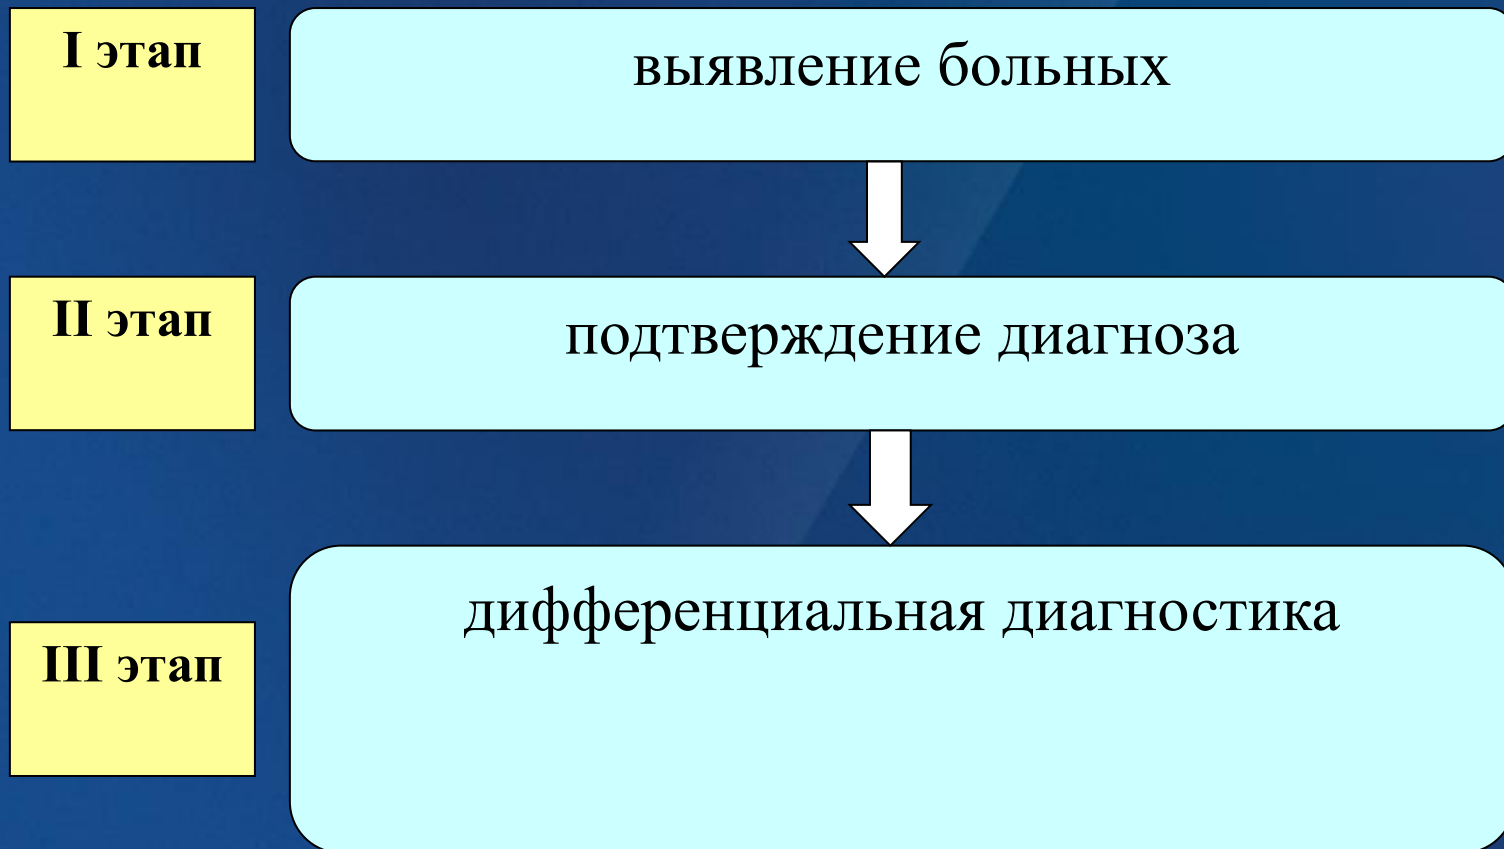 I этап
выявление больных
II этап
подтверждение диагноза
дифференциальная диагностика
III этап